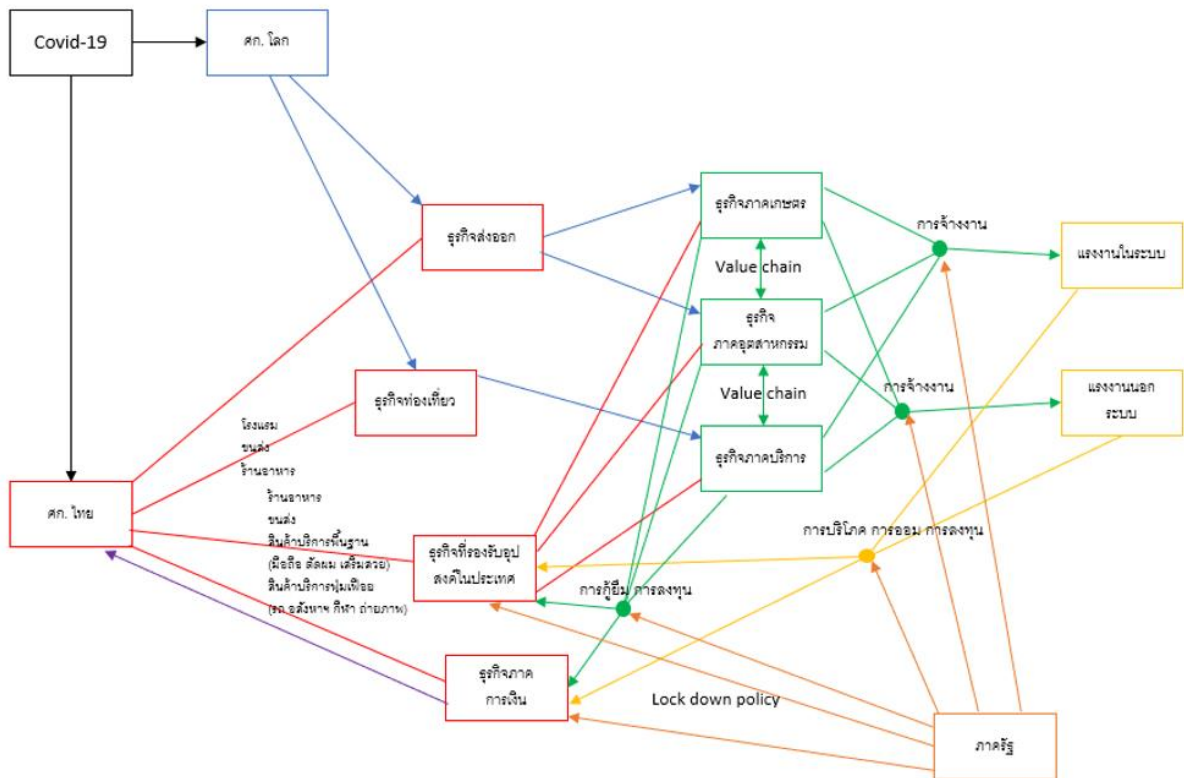 Covid-19
ศก. โลก
ธุรกิจส่งออก
ธุรกิจภาคเกษตร
การจ้างงาน
แรงงานในระบบ
Value chain
ธุรกิจ
ภาคอุตสาหกรรม
ธุรกิจท่องเที่ยว
Value chain
การจ้างงาน
แรงงานนอก
ระบบ
โรงแรม
ขนส่ง
ร้านอาหาร
ธุรกิจภาคบริการ
ศก. ไทย
ร้านอาหาร
ขนส่ง
สินค้าบริการพื้นฐาน
(มือถือ ตัดผม เสริมสวย)
สินค้าบริการฟุ่มเฟือย
(รถ อสังหาฯ กีฬา ถ่ายภาพ)
ธุรกิจที่รองรับอุป
สงค์ในประเทศ
การบริโภค การออม การลงทุน
การกู้ยืม การลงทุน
ธุรกิจภาค
การเงิน
Lock down policy
ภาครัฐ